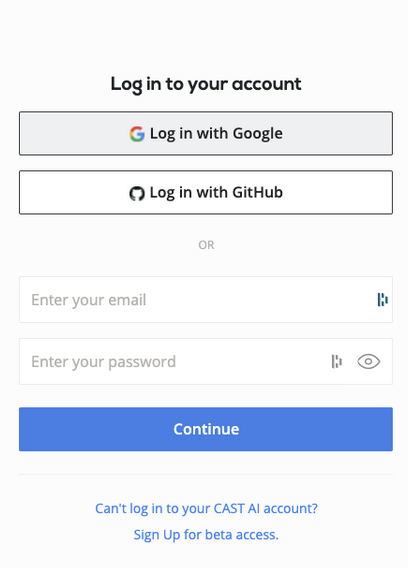 Log in to your account
Log in with Google
Log in with GitHub
OR
Enter your email
Enter your password
Continue
Can't log in to your CAST AI account?
Sign Up for beta access.